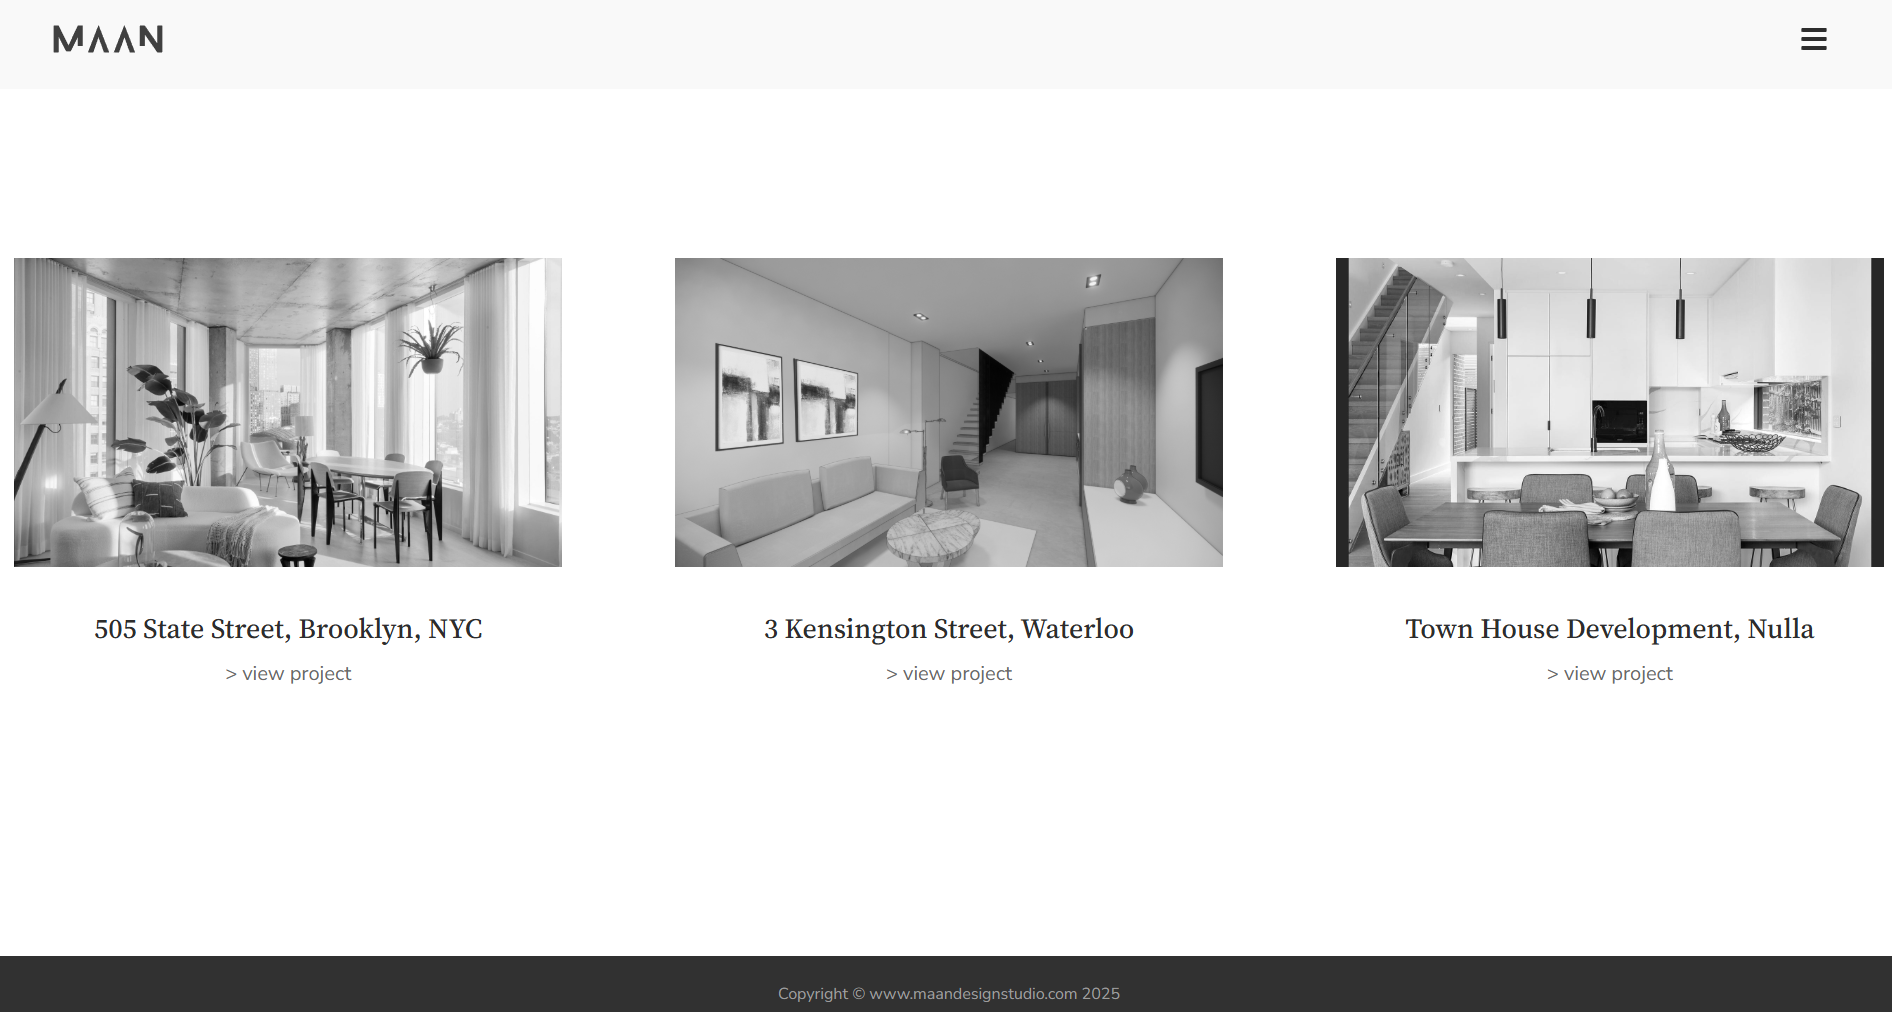 MAAN
505 State Street, Brooklyn, NYC
> view project
3 Kensington Street, Waterloo
> view project
Town House Development, Nulla
> view project
Copyright © www.maandesignstudio.com 2025